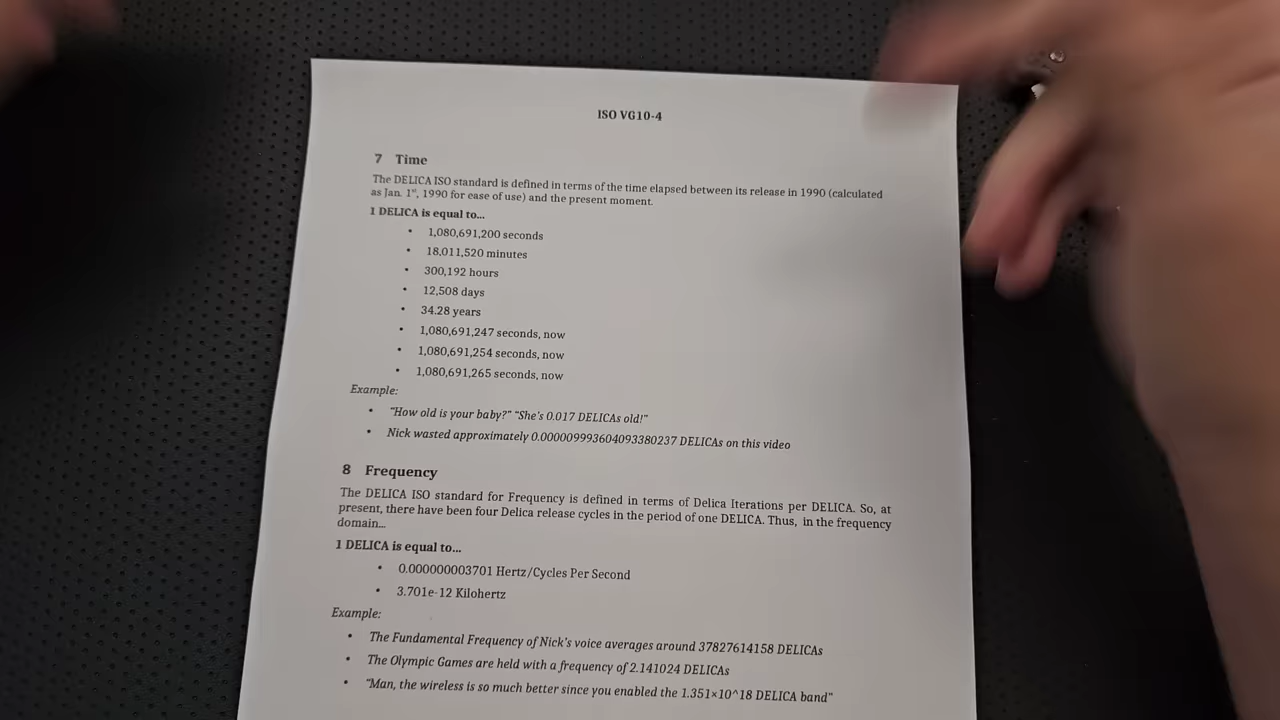 ISO VG10-4
7 Time
The DELICA ISO standard is defined in terms of the time elapsed between its release in 1990 (calculated
as Jan. 1st, 1990 for ease of use) and the present moment.
1 DELICA is equal to...
• 1,080,691,200 seconds
• 18,011,520 minutes
• 300,192 hours
• 12,508 days
• 34.28 years
• 1,080,691,247 seconds, now
• 1,080,691,254 seconds, now
• 1,080,691,265 seconds, now
Example:
• "How old is your baby?" "She's 0.017 DELICAs old!"
• Nick wasted approximately 0.000009993604093380237 DELICAs on this video
8 Frequency
The DELICA ISO standard for Frequency is defined in terms of Delica Iterations per DELICA. So, at
present, there have been four Delica release cycles in the period of one DELICA. Thus, in the frequency
domain...
1 DELICA is equal to...
• 0.000000003701 Hertz/Cycles Per Second
• 3.701e-12 Kilohertz
Example:
• The Fundamental Frequency of Nick's voice averages around 37827614158 DELICAs
• The Olympic Games are held with a frequency of 2.141024 DELICAs
• "Man, the wireless is so much better since you enabled the 1.351×10^18 DELICA band"